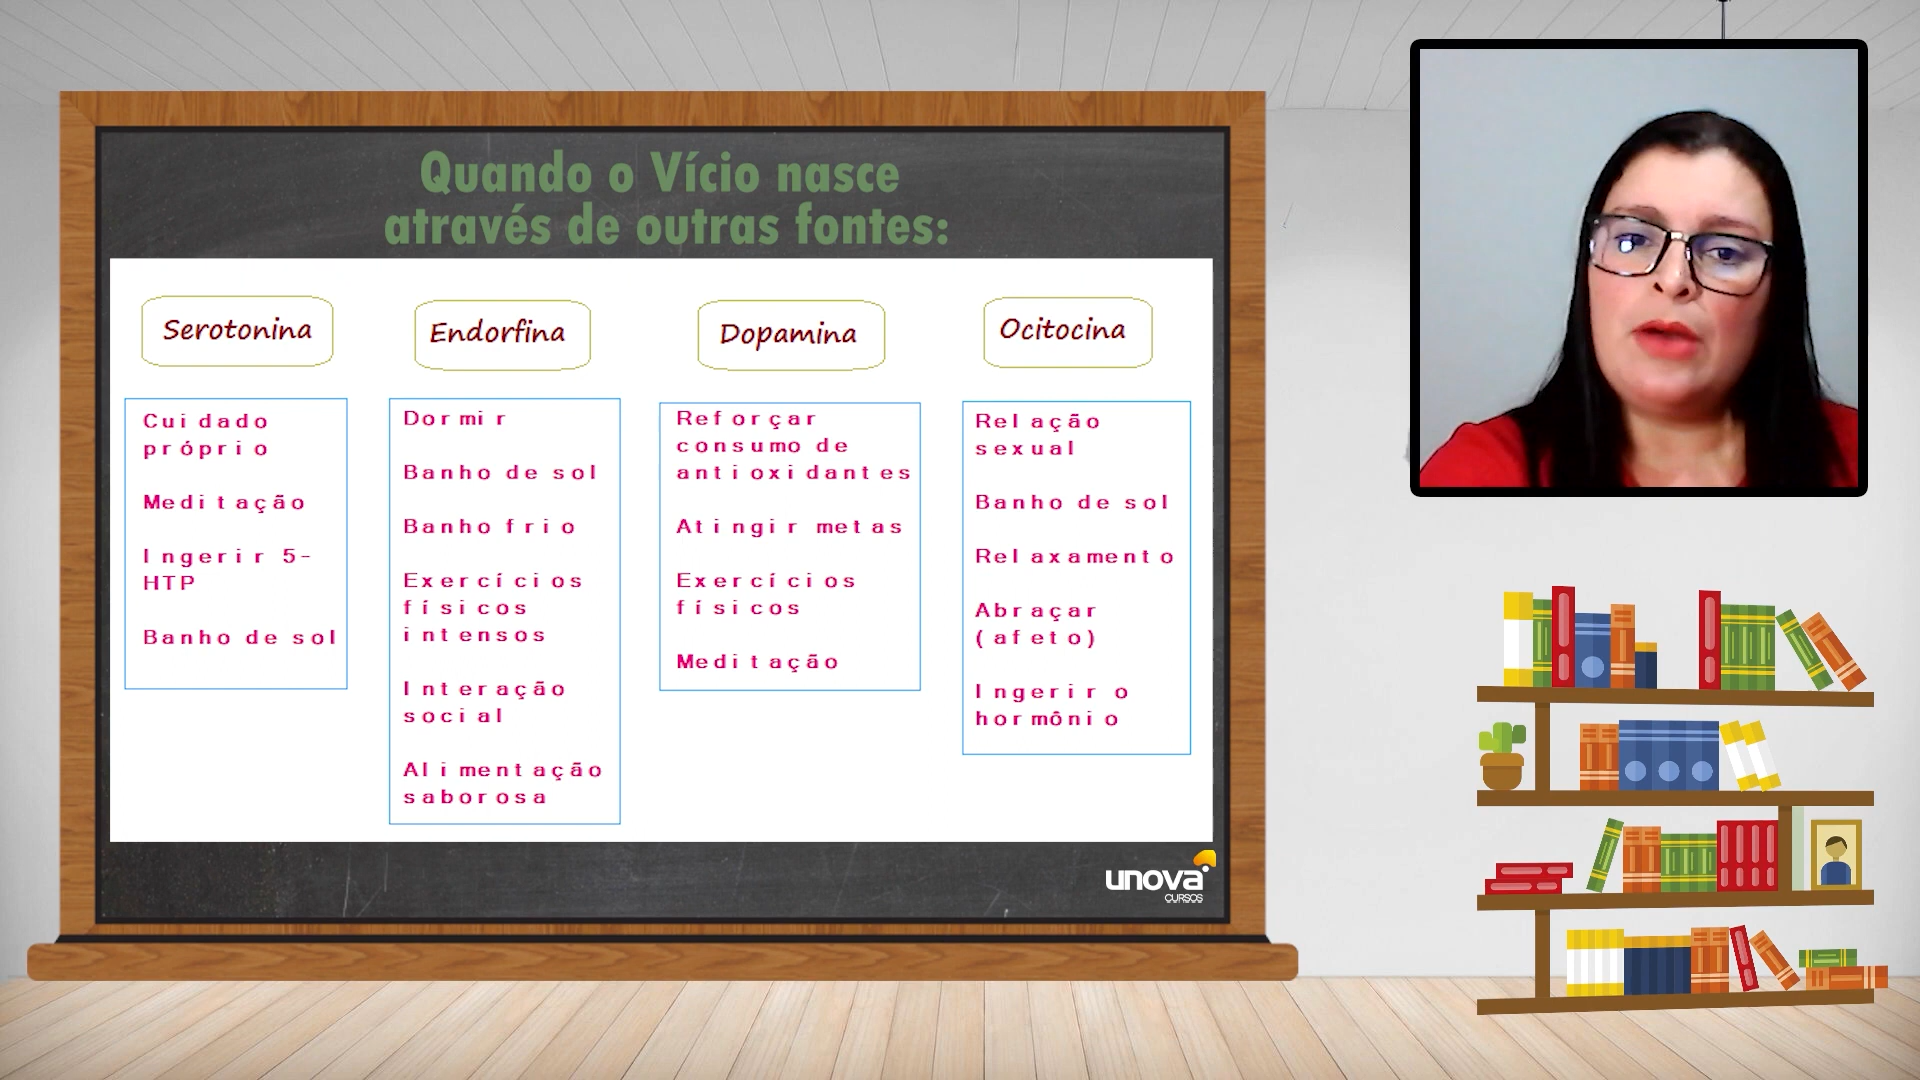 Quando o Vício nasce
através de outras fontes:
Serotonina
Cuidado
próprio
Meditação
Ingerir 5-
HTP
Banho de sol
Endorfina
Dormir
Banho de sol
Banho frio
Exercícios
físicos
intensos
Interação
social
Alimentação
saborosa
Dopamina
Reforçar
consumo de
antioxidantes
Atingir metas
Exercícios
físicos
Meditação
Ocitocina
Relação
sexual
Banho de sol
Relaxamento
Abraçar
(afeto)
Ingerir o
hormônio
unova
CURSOS